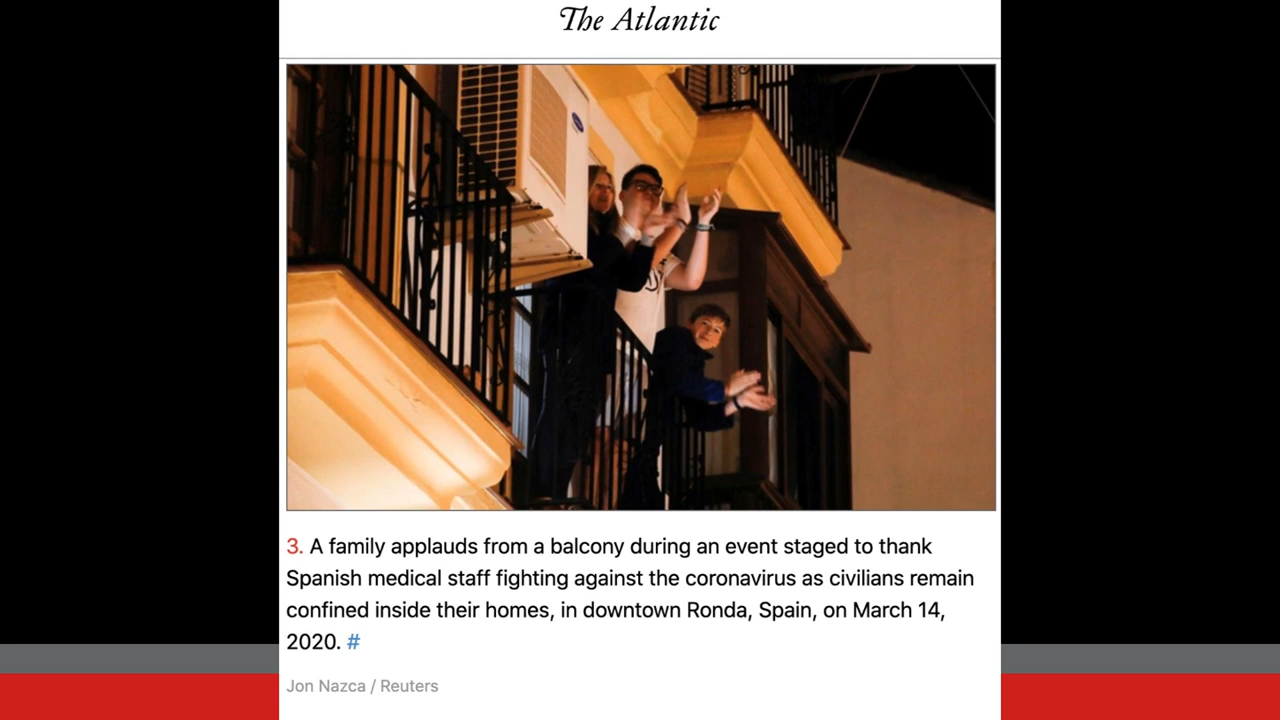 The Atlantic
3. A family applauds from a balcony during an event staged to thank
Spanish medical staff fighting against the coronavirus as civilians remain
confined inside their homes, in downtown Ronda, Spain, on March 14,
2020. #
Jon Nazca / Reuters